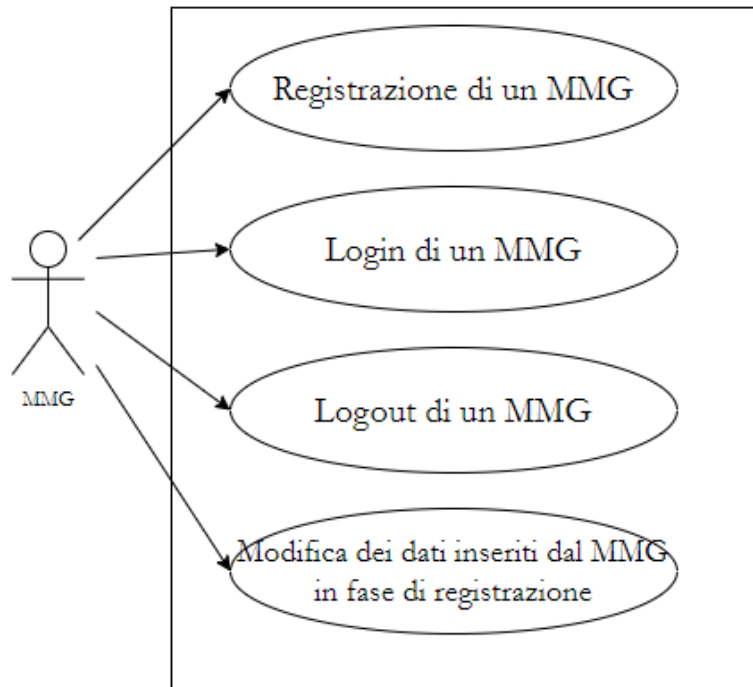 Registrazione di un MMG
Login di un MMG
MMG
Logout di un MMG
Modifica dei dati inseriti dal MMG
in fase di registrazione